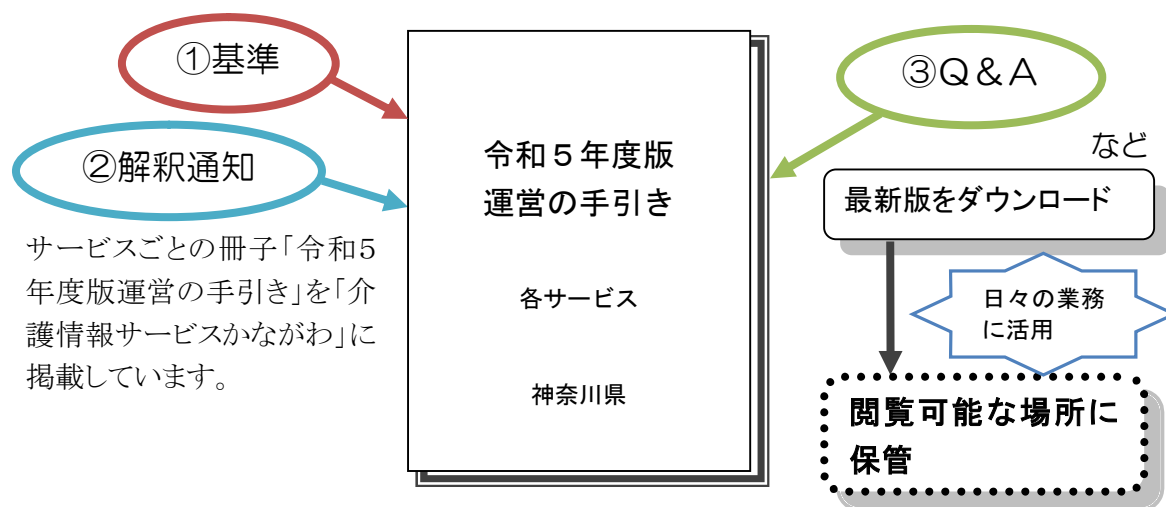 ①基準
②解釈通知
サービスごとの冊子「令和5
年度版運営の手引き」を「介
護情報サービスかながわ」に
掲載しています。
令和５年度版
運営の手引き
各サービス
神奈川県
③Ｑ＆Ａ
など
最新版をダウンロード
日々の業務
に活用
閲覧可能な場所に
保管